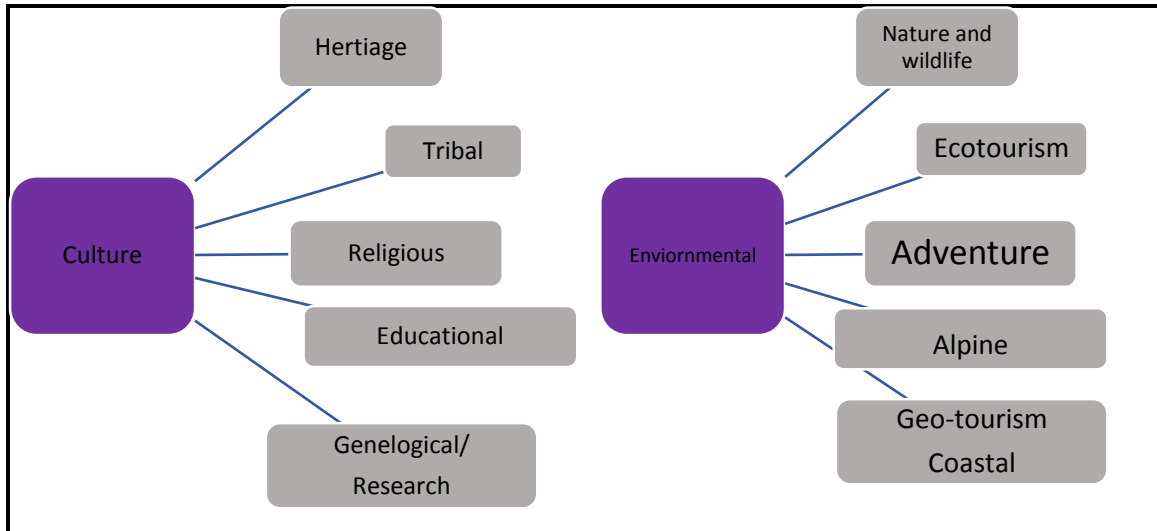 Hertiage
Tribal
Culture
Religious
Educational
Genelogical/
Research
Nature and
wildlife
Ecotourism
Enviornmental
Adventure
Alpine
Geo-tourism
Coastal